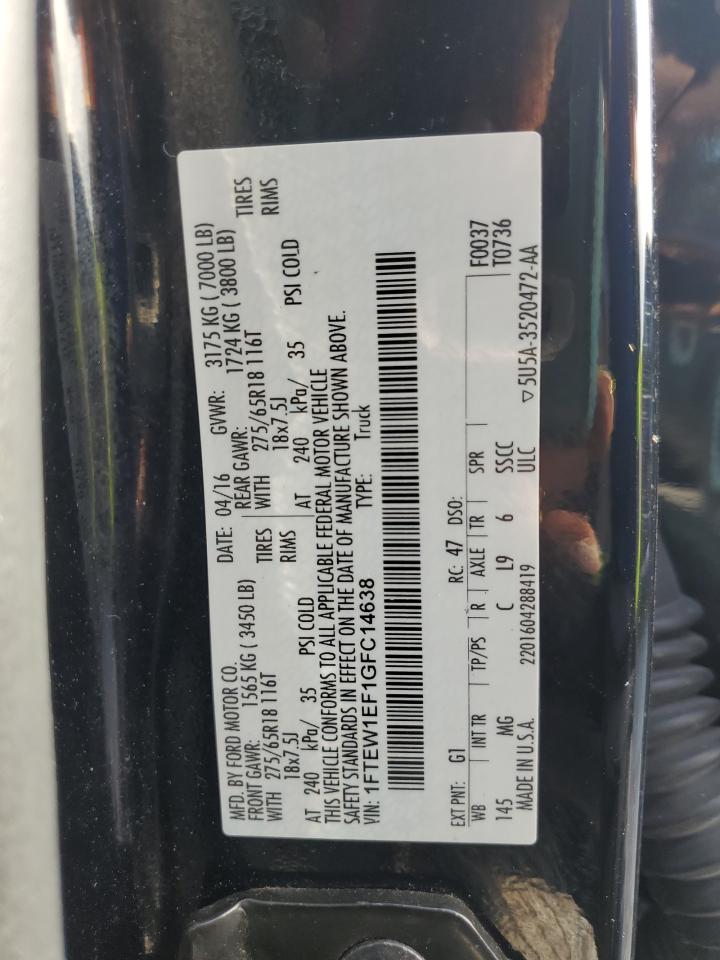 MFD. BY FORD MOTOR CO.
DATE: 04/16 GVWR: 3175 KG ( 7000 LB)
FRONT GAWR: 1565 KG ( 3450 LB)
REAR GAWR: 1724 KG ( 3800 LB)
WITH 275/65R18 116T TIRES
WITH 275/65R18 116T TIRES
18x7.5J RIMS
18x7.5J RIMS
AT 240 kPa/ 35 PSI COLD
AT 240 kPa/ 35 PSI COLD
THIS VEHICLE CONFORMS TO ALL APPLICABLE FEDERAL MOTOR VEHICLE
SAFETY STANDARDS IN EFFECT ON THE DATE OF MANUFACTURE SHOWN ABOVE.
VIN: 1FTEW1EF1GFC14638 TYPE: Truck
EXT PNT: G1 RC: 47 DSO: F0037
WB INT TR TP/PS R AXLE TR SPR T0736
145 MG C L9 6 SSCC
MADE IN U.S.A. 2201604288419 ULC ▽5U5A-3520472-AA